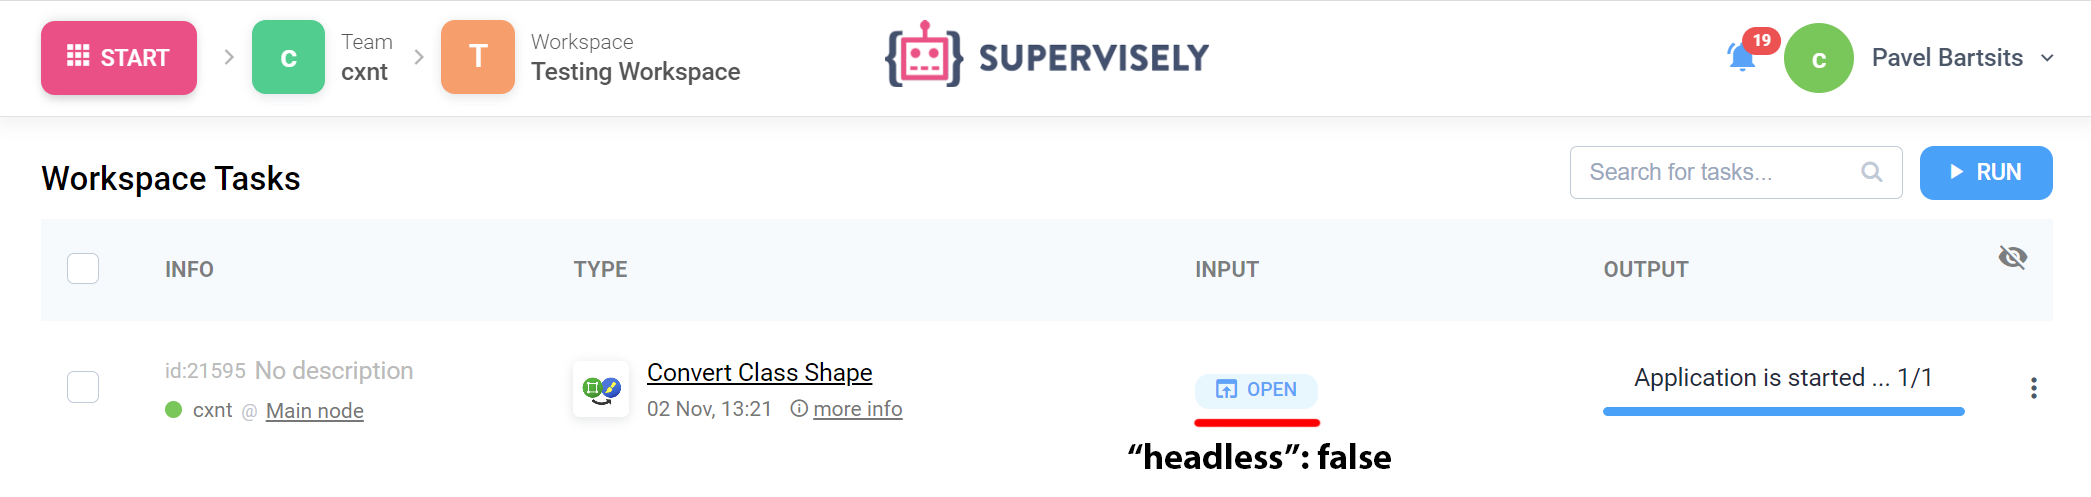 START
c
Team
cxnt
T
Workspace
Testing Workspace
SUPERVISELY
19
c
Pavel Bartsits
Workspace Tasks
Search for tasks...
RUN
INFO
TYPE
INPUT
OUTPUT
id:21595 No description
cxnt @ Main node
Convert Class Shape
02 Nov, 13:21 more info
OPEN
Application is started ... 1/1
“headless”: false